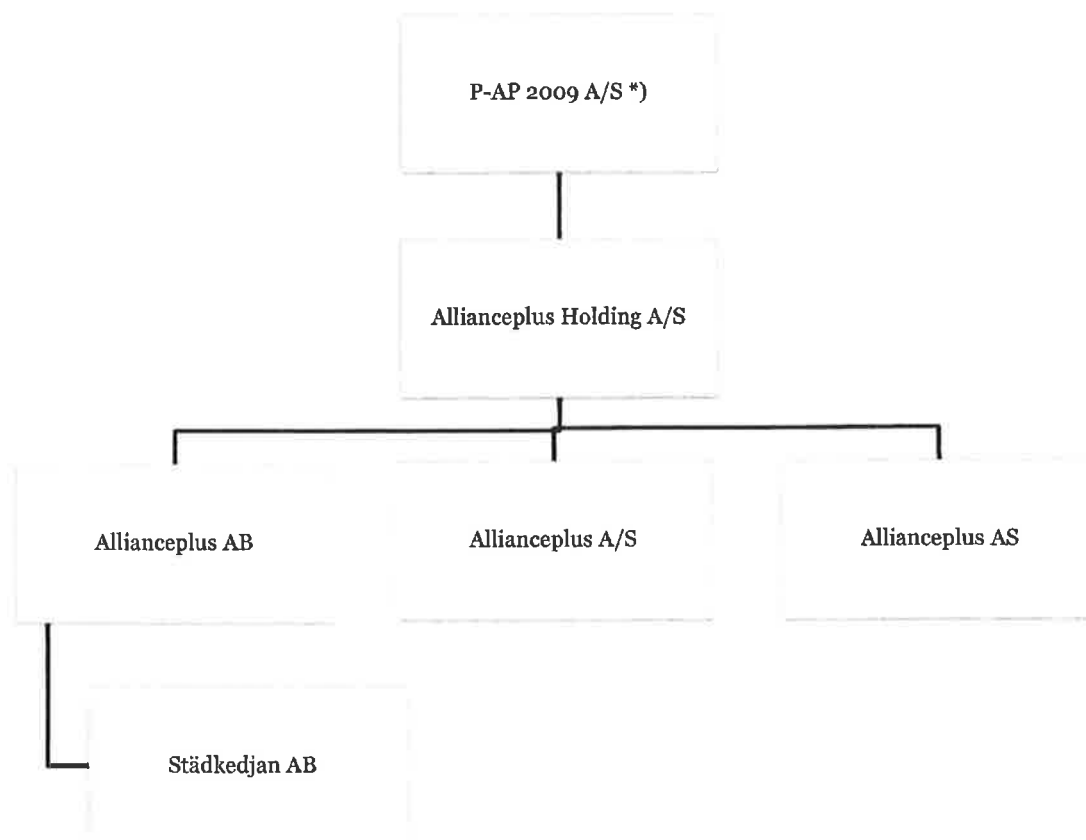 P-AP 2009 A/S *)
Allianceplus Holding A/S
Allianceplus AB
Allianceplus A/S
Allianceplus AS
Städkedjan AB